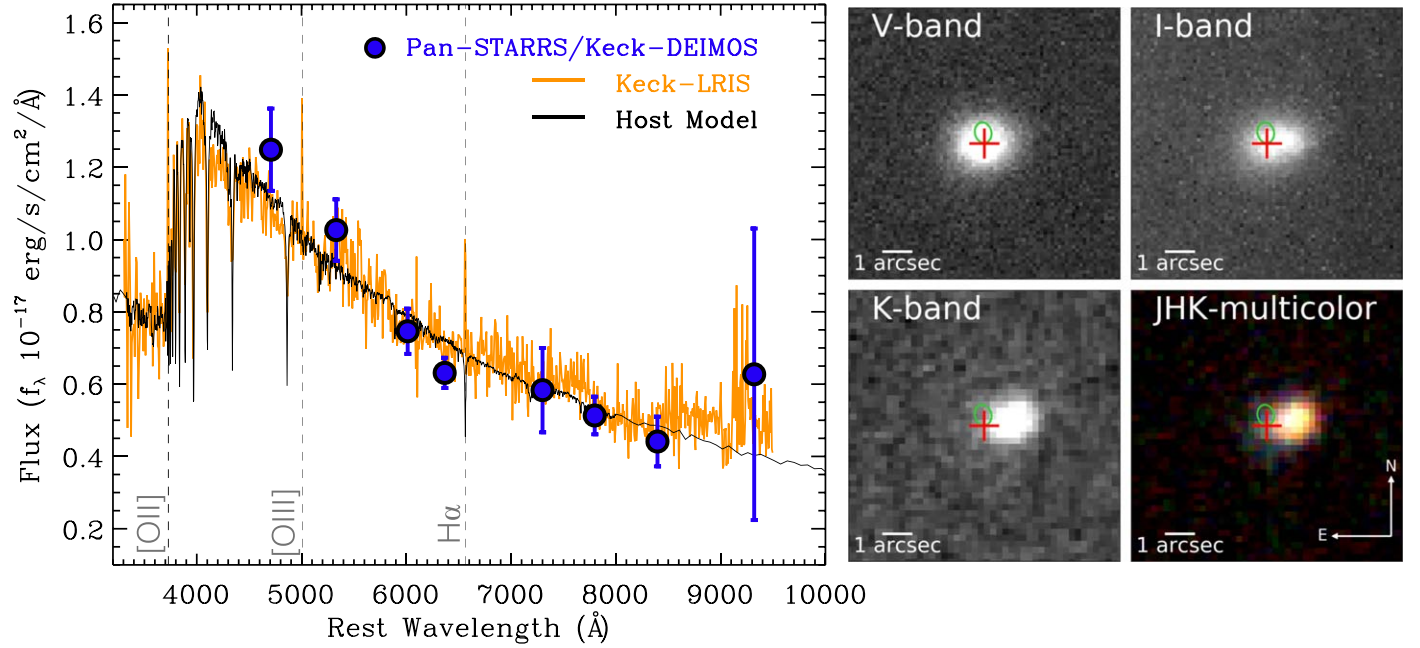 1.6
1.4
1.2
1.0
0.8
0.6
0.4
0.2
Flux (fλ 10⁻¹⁷ erg/s/cm²/Å)
Pan-STARRS/Keck-DEIMOS
Keck-LRIS
Host Model
[OII]
[OIII]
Hα
4000 5000 6000 7000 8000 9000 10000
Rest Wavelength (Å)
V-band
1 arcsec
I-band
1 arcsec
K-band
1 arcsec
JHK-multicolor
N
E
1 arcsec